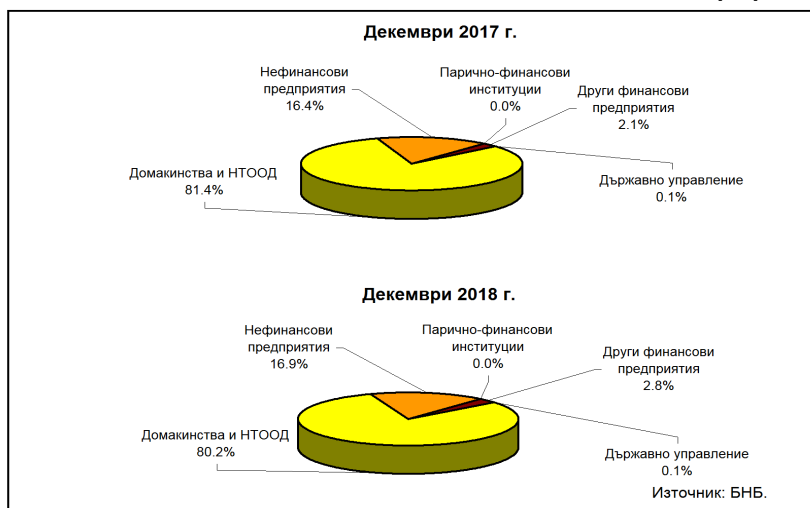 Декември 2017 г.
Нефинансови
предприятия
16.4%
Парично-финансови
институции
0.0%
Други финансови
предприятия
2.1%
Домакинства и НТООД
81.4%
Държавно управление
0.1%
Декември 2018 г.
Нефинансови
предприятия
16.9%
Парично-финансови
институции
0.0%
Други финансови
предприятия
2.8%
Домакинства и НТООД
80.2%
Държавно управление
0.1%
Източник: БНБ.